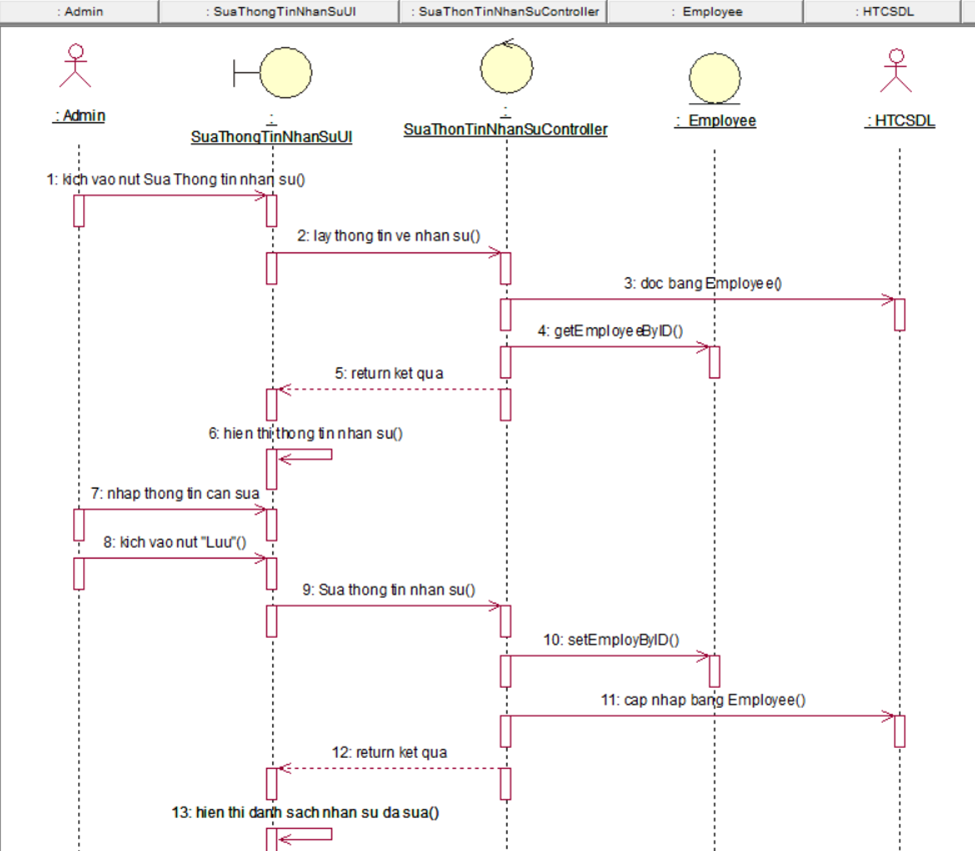 : Admin
: SuaThongTinNhanSuUI
: SuaThonTinNhanSuController
: Employee
: HTCSDL
: Admin
:
SuaThongTinNhanSuUI
:
SuaThonTinNhanSuController
: Employee
: HTCSDL
1: kich vao nut Sua Thong tin nhan su()
2: lay thong tin ve nhan su()
3: doc bang Employee()
4: getEmployeeByID()
5: return ket qua
6: hien thi thong tin nhan su()
7: nhap thong tin can sua
8: kich vao nut "Luu"()
9: Sua thong tin nhan su()
10: setEmployByID()
11: cap nhap bang Employee()
12: return ket qua
13: hien thi danh sach nhan su da sua()